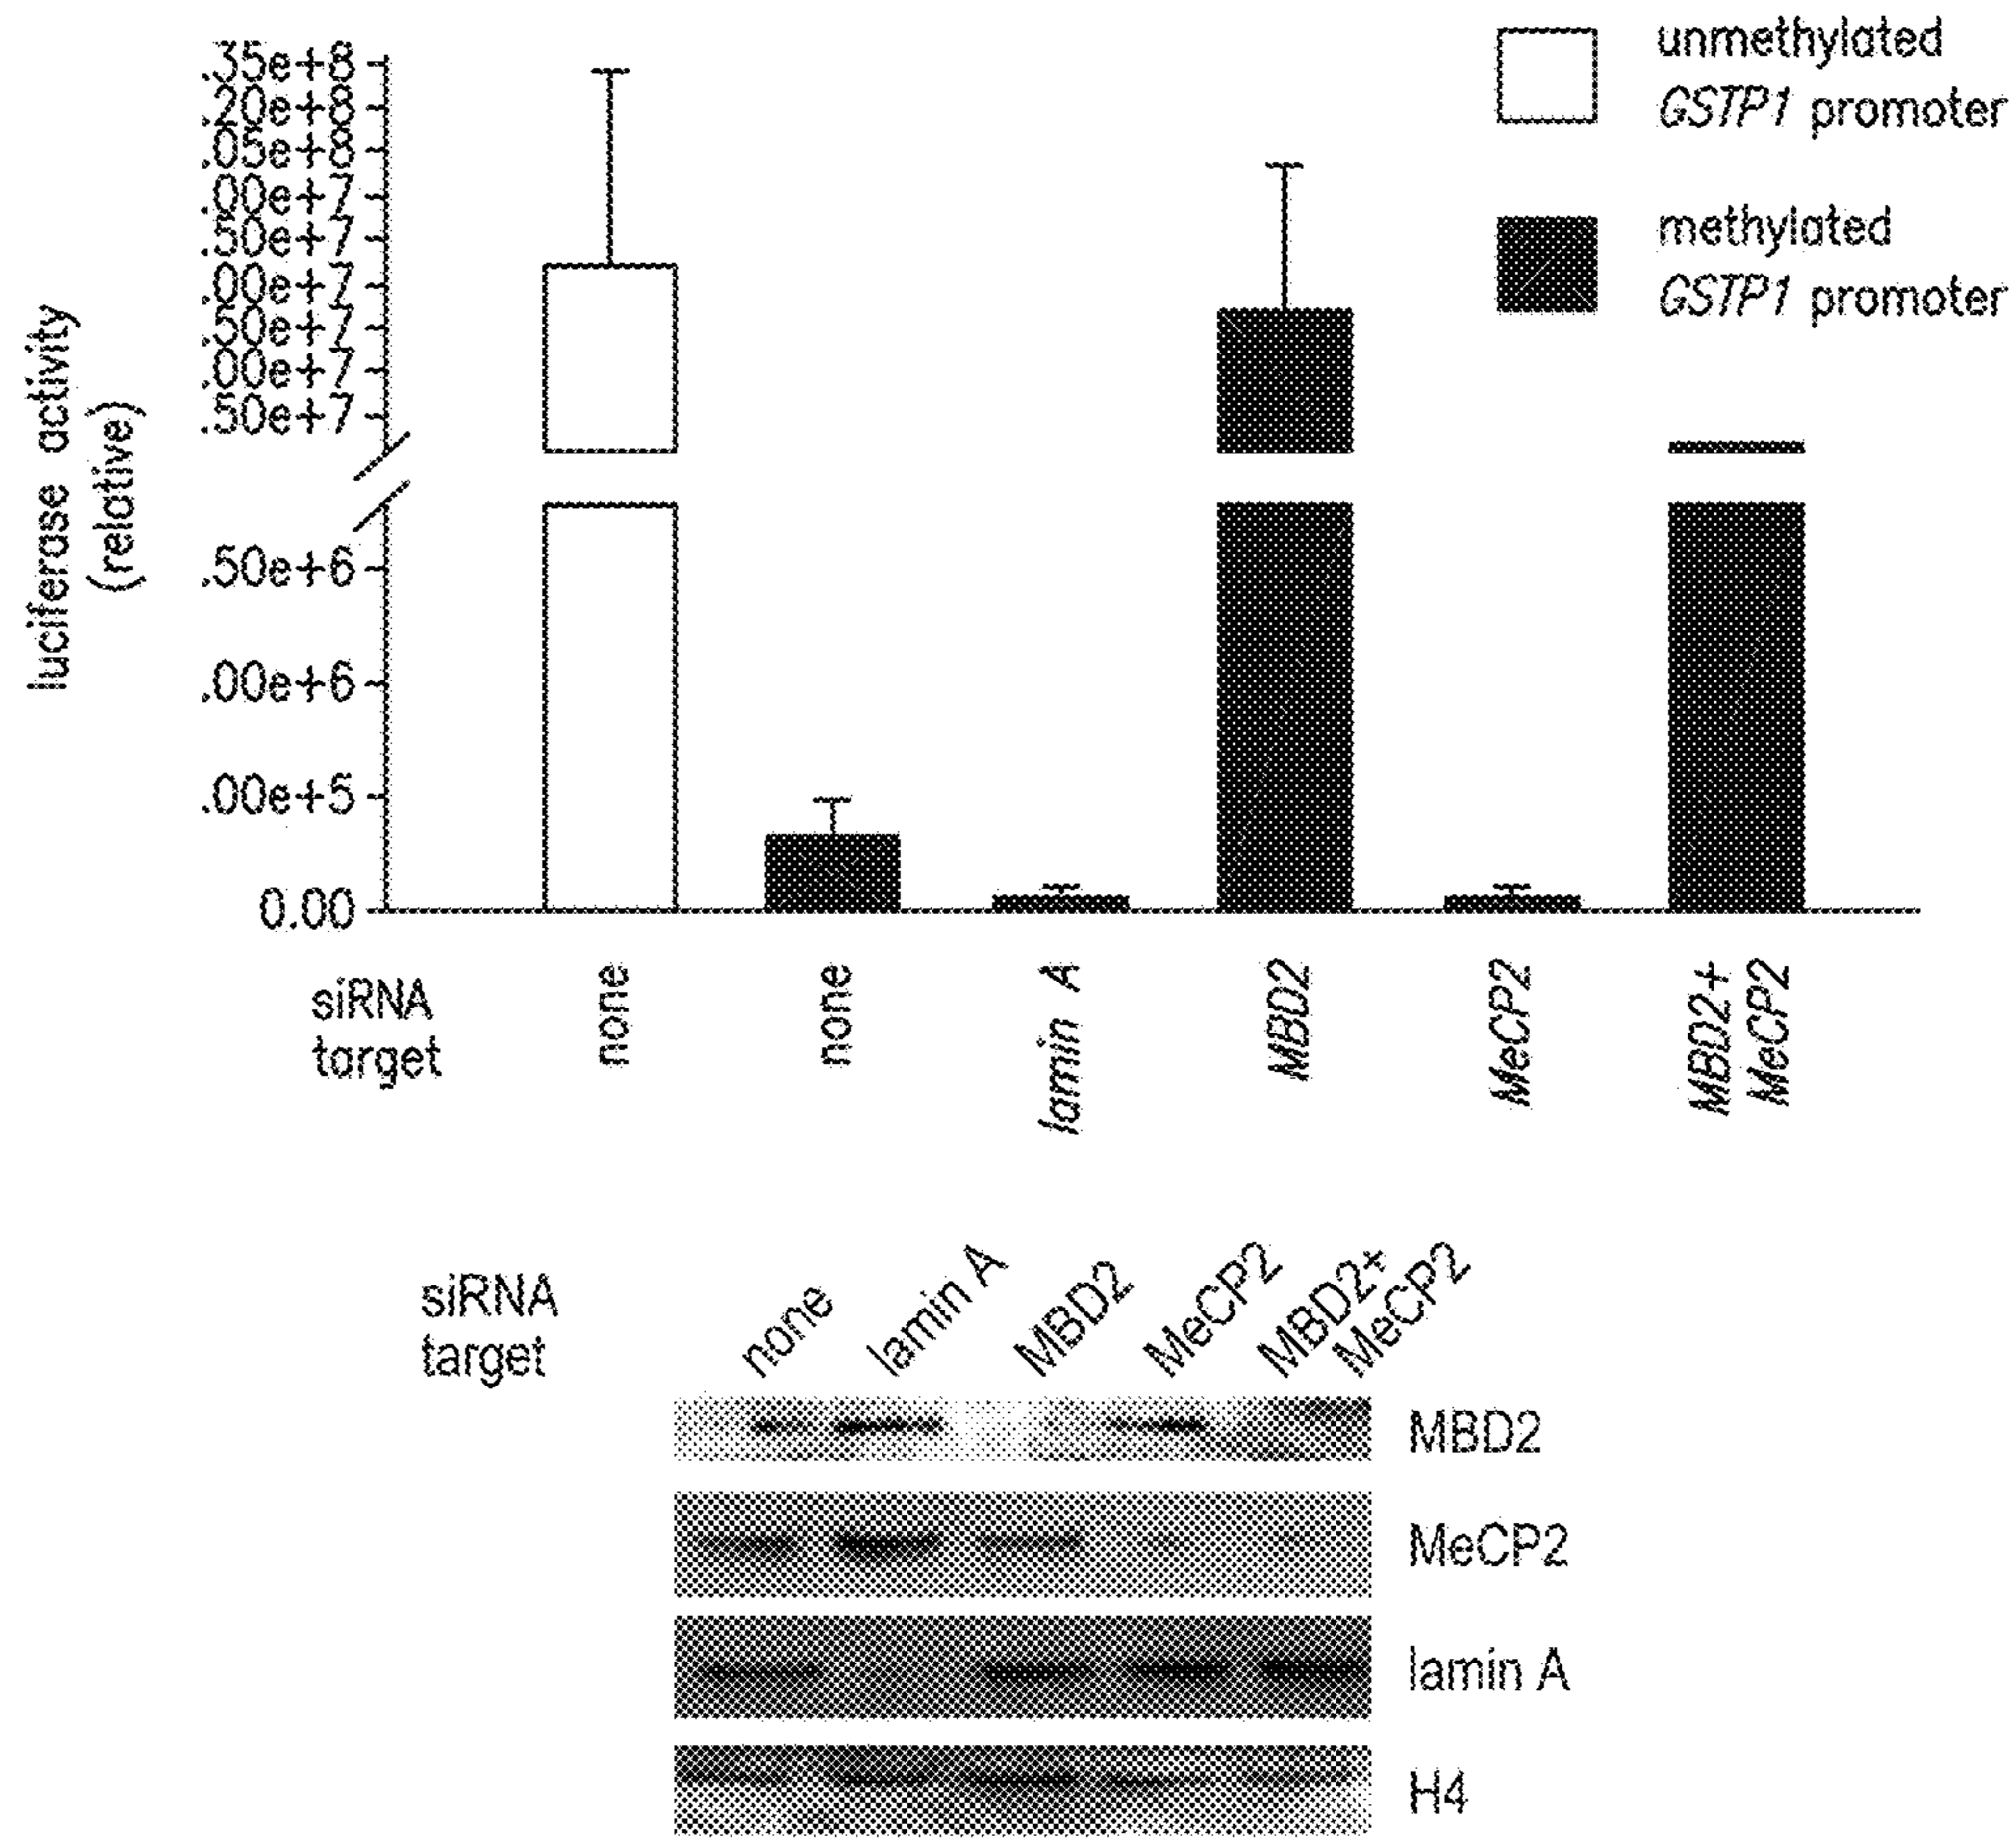 .35e+8
.20e+8
.05e+8
.00e+7
.50e+7
.00e+7
.50e+7
.00e+7
.50e+7
.50e+6
.00e+6
.00e+5
0.00
luciferase activity
(relative)
unmethylated
GSTP1 promoter
methylated
GSTP1 promoter
siRNA
target
none
none
lamin A
MBD2
MeCP2
MBD2+
MeCP2
siRNA
target
none
lamin A
MBD2
MeCP2
MBD2+
MeCP2
MBD2
MeCP2
lamin A
H4